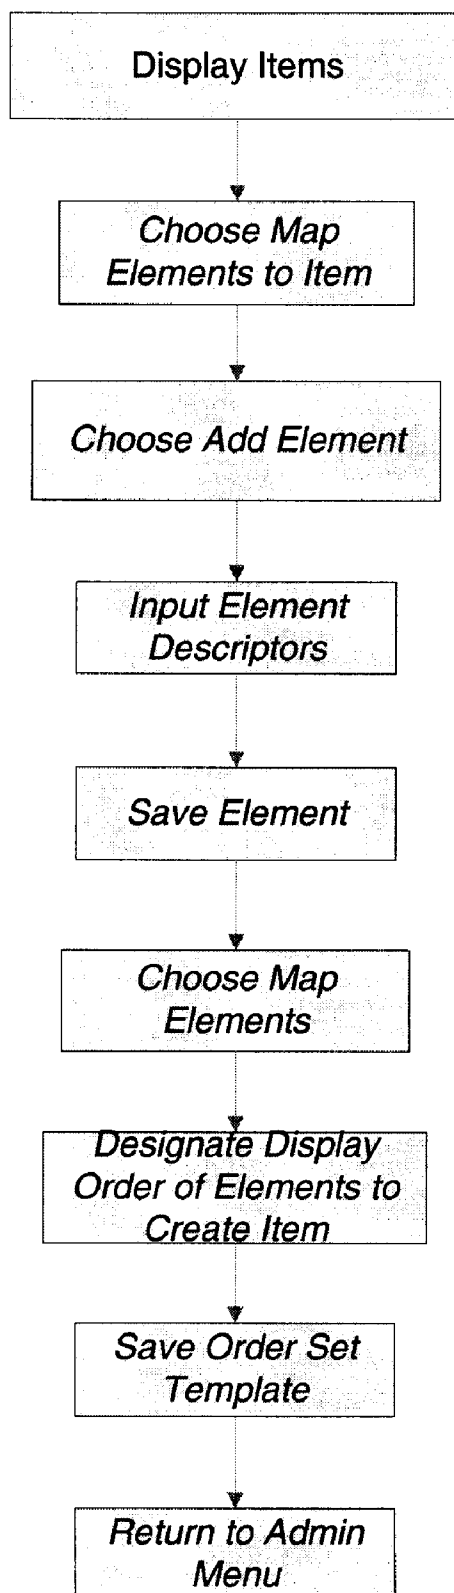 Display Items
Choose Map
Elements to Item
Choose Add Element
Input Element
Descriptors
Save Element
Choose Map
Elements
Designate Display
Order of Elements to
Create Item
Save Order Set
Template
Return to Admin
Menu